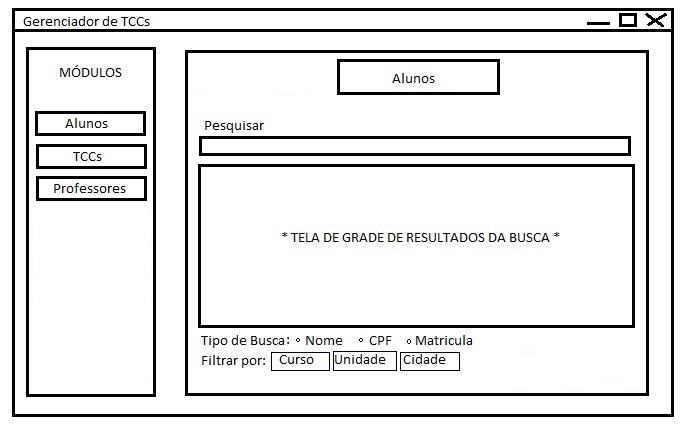 Gerenciador de TCCs
MÓDULOS
Alunos
TCCs
Professores
Alunos
Pesquisar
* TELA DE GRADE DE RESULTADOS DA BUSCA *
Tipo de Busca: Nome CPF Matricula
Filtrar por: Curso Unidade Cidade